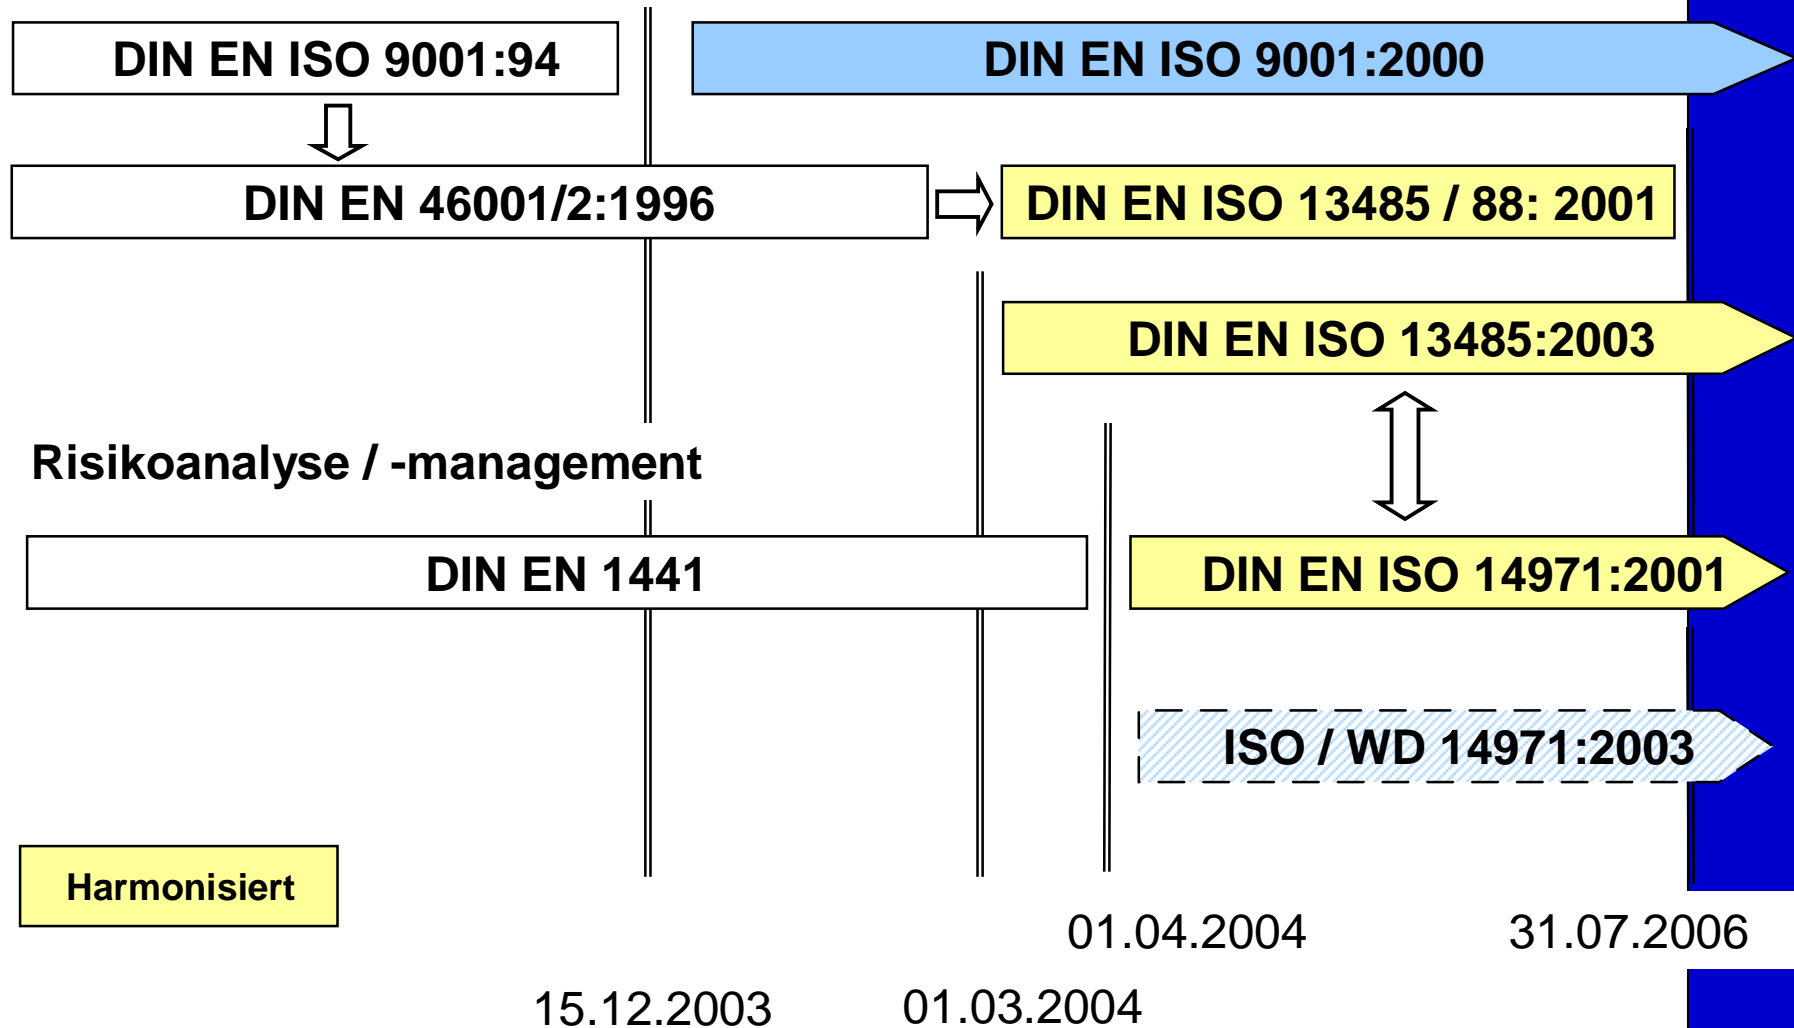 DIN EN ISO 9001:94
DIN EN ISO 9001:2000
DIN EN 46001/2:1996
DIN EN ISO 13485 / 88: 2001
DIN EN ISO 13485:2003
Risikoanalyse / -management
DIN EN 1441
DIN EN ISO 14971:2001
ISO / WD 14971:2003
Harmonisiert
01.04.2004
31.07.2006
15.12.2003
01.03.2004